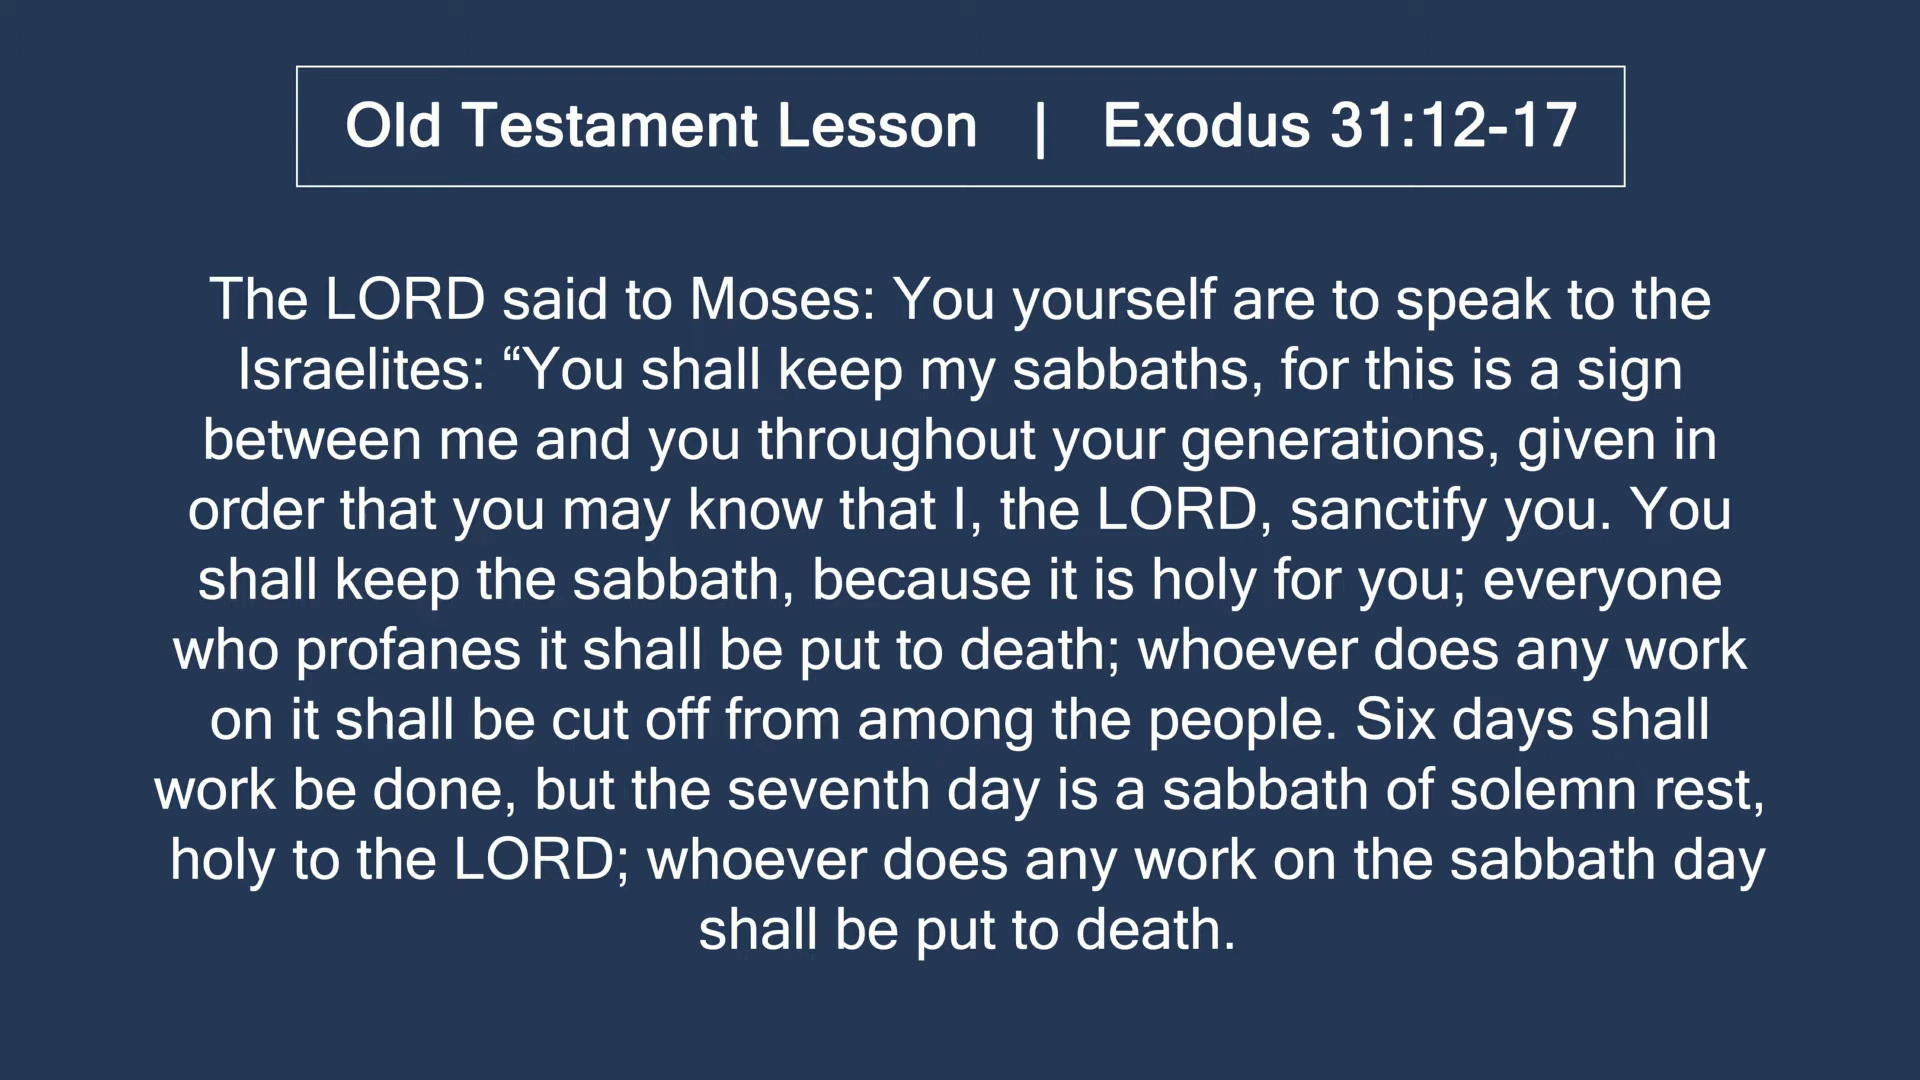 Old Testament Lesson | Exodus 31:12-17
The LORD said to Moses: You yourself are to speak to the
Israelites: “You shall keep my sabbaths, for this is a sign
between me and you throughout your generations, given in
order that you may know that I, the LORD, sanctify you. You
shall keep the sabbath, because it is holy for you; everyone
who profanes it shall be put to death; whoever does any work
on it shall be cut off from among the people. Six days shall
work be done, but the seventh day is a sabbath of solemn rest,
holy to the LORD; whoever does any work on the sabbath day
shall be put to death.